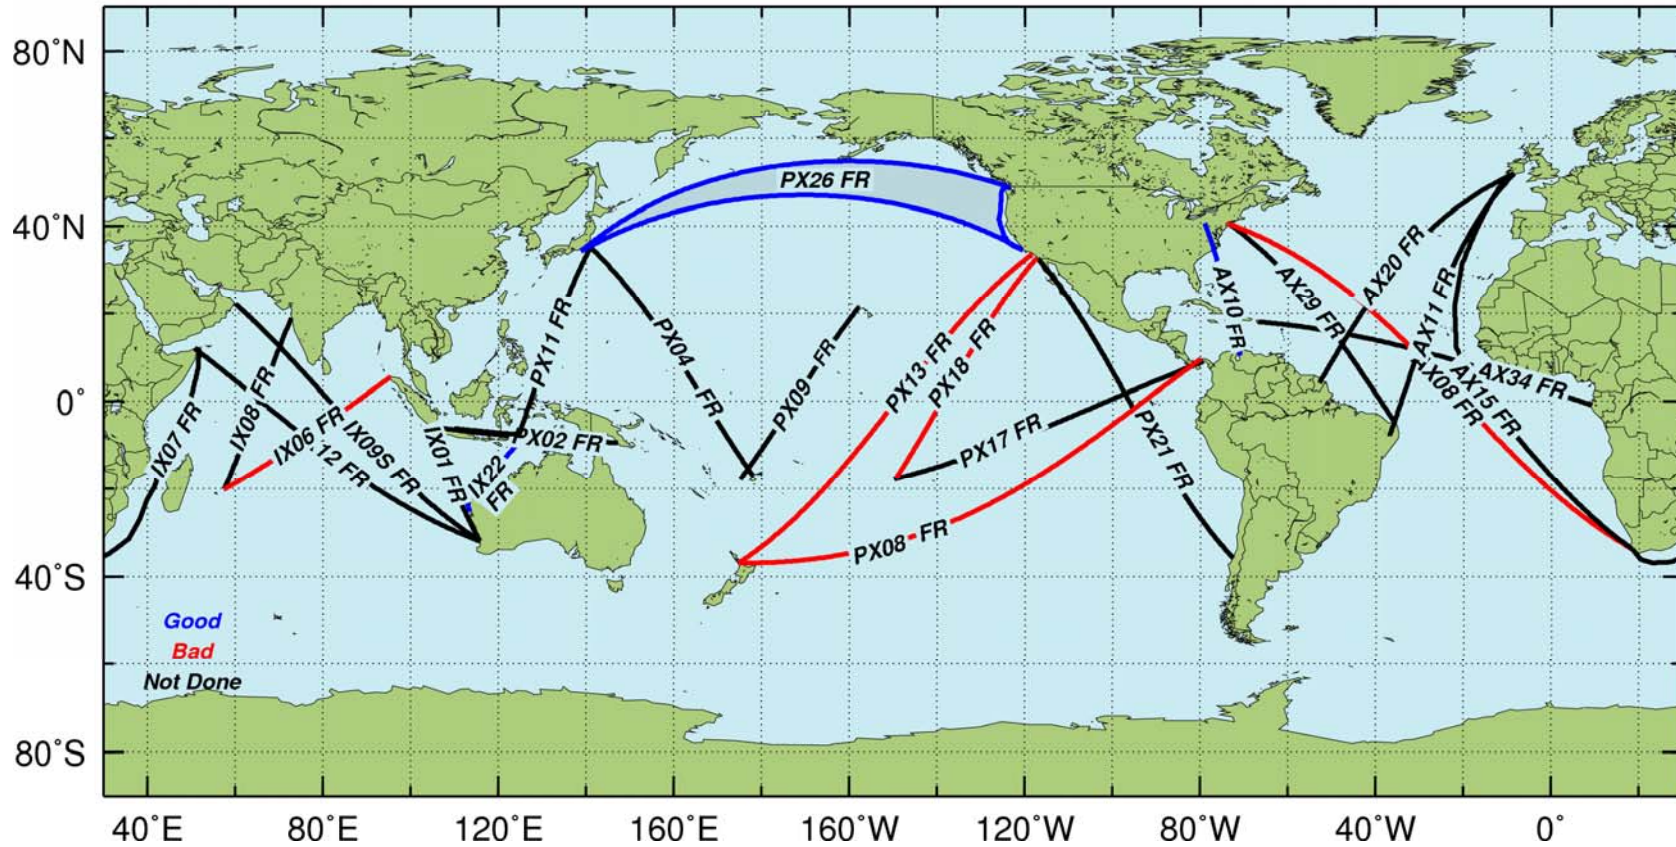 80°N
40°N
0°
40°S
80°S
PX26 FR
AX20 FR
AX10 FR
AX29 FR
AX11 FR
PX11 FR
PX04 FR
PX09 FR
PX13 FR
PX18 FR
AX34 FR
AX15 FR
AX08 FR
IX07 FR
IX08 FR
IX06 FR
12 FR
IX09S FR
IX01 FR
IX22
FR
PX02 FR
PX17 FR
PX21 FR
PX08 FR
Good
Bad
Not Done
40°E
80°E
120°E
160°E
160°W
120°W
80°W
40°W
0°